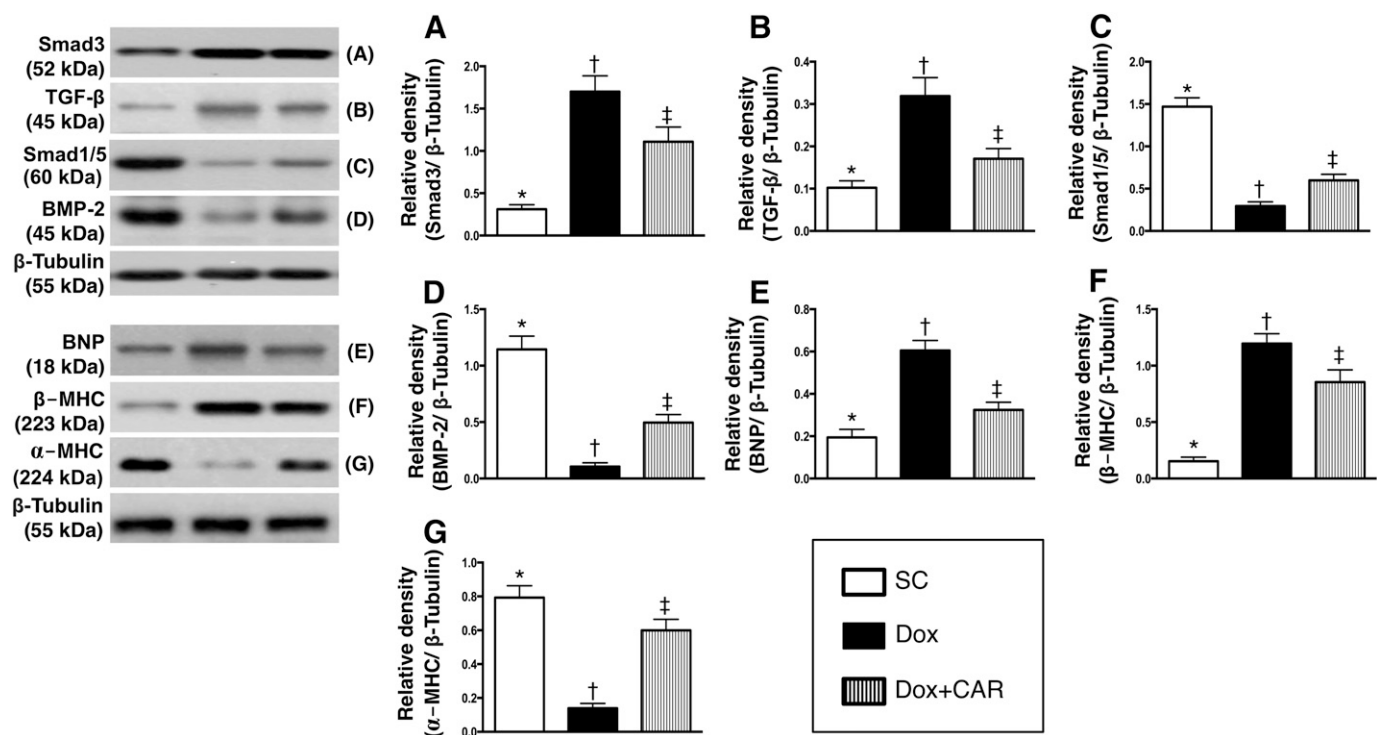 Smad3
(52 kDa)
(A)
TGF-β
(45 kDa)
(B)
Smad1/5
(60 kDa)
(C)
BMP-2
(45 kDa)
(D)
β-Tubulin
(55 kDa)
BNP
(18 kDa)
(E)
β–MHC
(223 kDa)
(F)
α–MHC
(224 kDa)
(G)
β-Tubulin
(55 kDa)
A
Relative density
(Smad3/ β-Tubulin)
2.0
1.5
1.0
0.5
0.0
*
†
‡
B
Relative density
(TGF-β/ β-Tubulin)
0.4
0.3
0.2
0.1
0.0
*
†
‡
C
Relative density
(Smad1/5/ β-Tubulin)
2.0
1.5
1.0
0.5
0.0
*
†
‡
D
Relative density
(BMP-2/ β-Tubulin)
1.5
1.0
0.5
0.0
*
†
‡
E
Relative density
(BNP/ β-Tubulin)
0.8
0.6
0.4
0.2
0.0
*
†
‡
F
Relative density
(β–MHC/ β-Tubulin)
1.5
1.0
0.5
0.0
*
†
‡
G
Relative density
(α–MHC/ β-Tubulin)
1.0
0.8
0.6
0.4
0.2
0.0
*
†
‡
SC
Dox
Dox+CAR